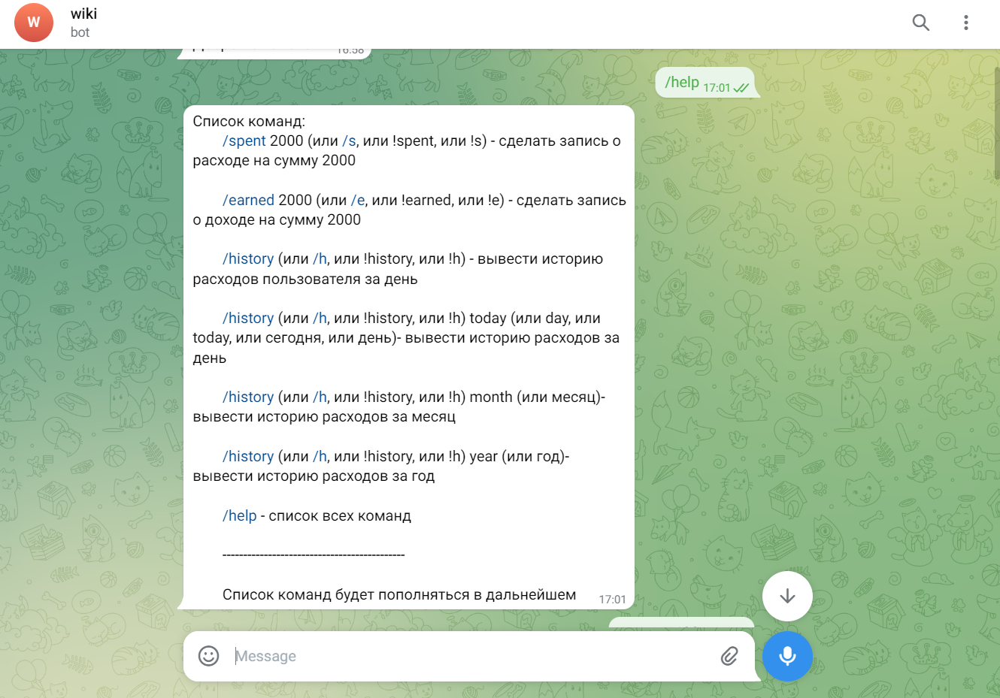 W
wiki
bot
16:58
/help 17:01
Список команд:
/spent 2000 (или /s, или !spent, или !s) - сделать запись о
расходе на сумму 2000
/earned 2000 (или /e, или !earned, или !e) - сделать запись
о доходе на сумму 2000
/history (или /h, или !history, или !h) - вывести историю
расходов пользователя за день
/history (или /h, или !history, или !h) today (или day, или
today, или сегодня, или день)- вывести историю расходов за
день
/history (или /h, или !history, или !h) month (или месяц)-
вывести историю расходов за месяц
/history (или /h, или !history, или !h) year (или год)-
вывести историю расходов за год
/help - список всех команд
--------------------------------------------
Список команд будет пополняться в дальнейшем 17:01
Message